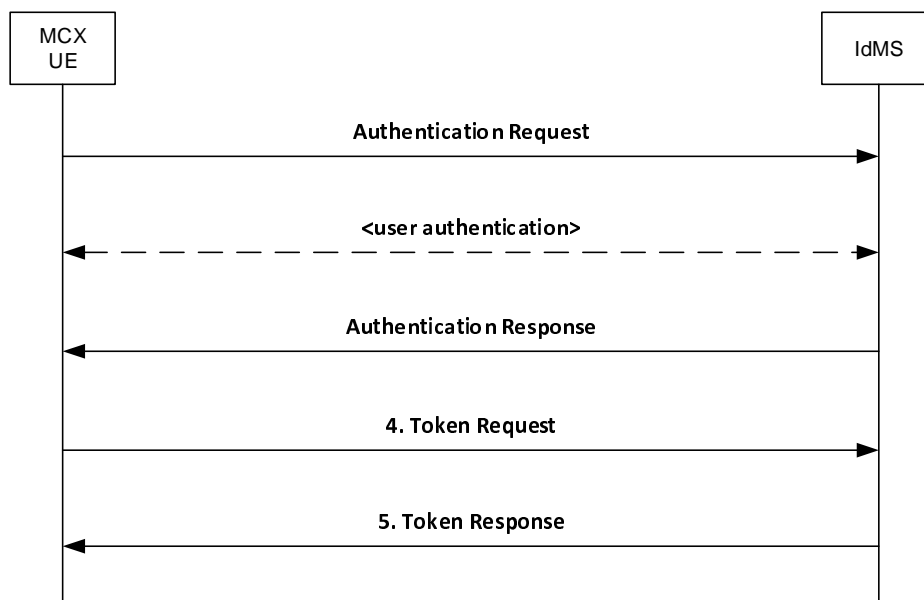 MCX
UE
IdMS
Authentication Request
<user authentication>
Authentication Response
4. Token Request
5. Token Response